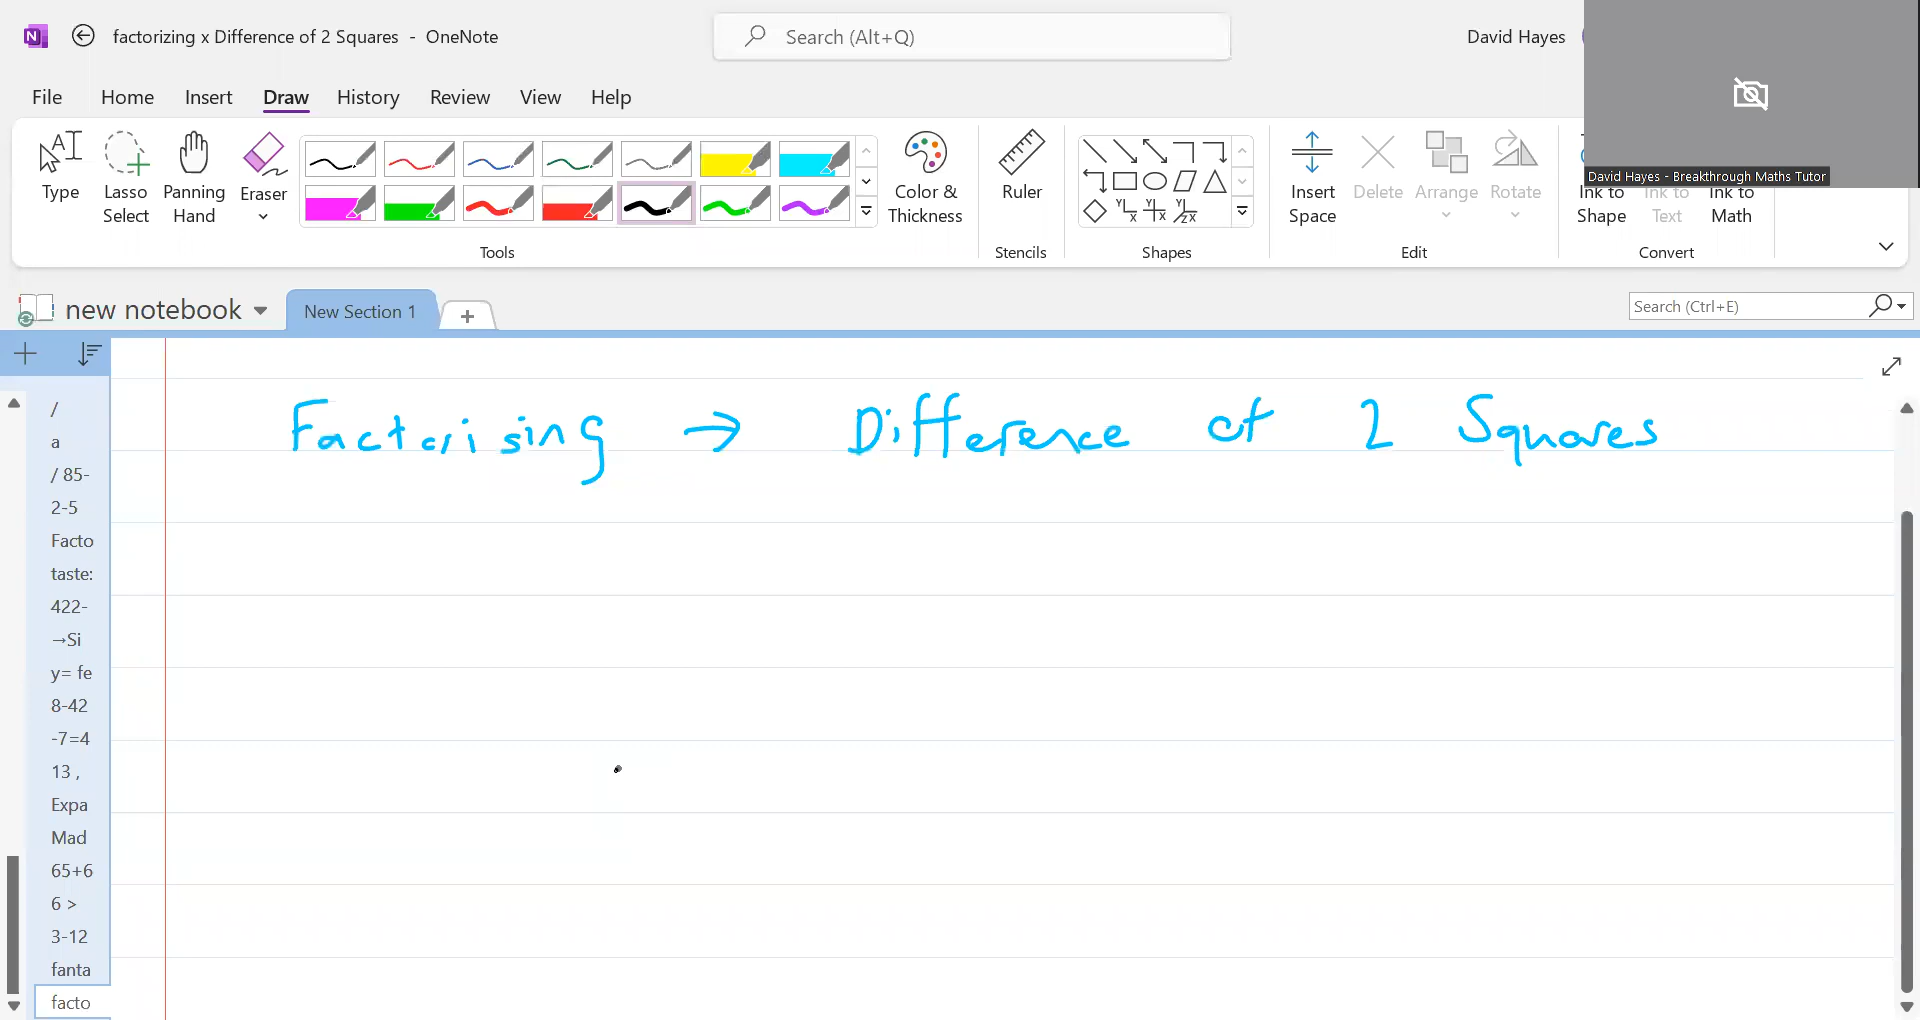 factorizing x Difference of 2 Squares - OneNote
Search (Alt+Q)
David Hayes
File Home Insert Draw History Review View Help
David Hayes - Breakthrough Maths Tutor
Type
Lasso Select
Panning Hand
Eraser
Color & Thickness
Ruler
Insert Space
Delete
Arrange
Rotate
Ink to Shape
Ink to Text
Ink to Math
Tools Stencils Shapes Edit Convert
new notebook
New Section 1
Search (Ctrl+E)
Factorising → Difference of 2 Squares
/
a
/ 85-
2-5
Facto
taste:
422-
→Si
y= fe
8-42
-7=4
13 ,
Expa
Mad
65+6
6 >
3-12
fanta
facto